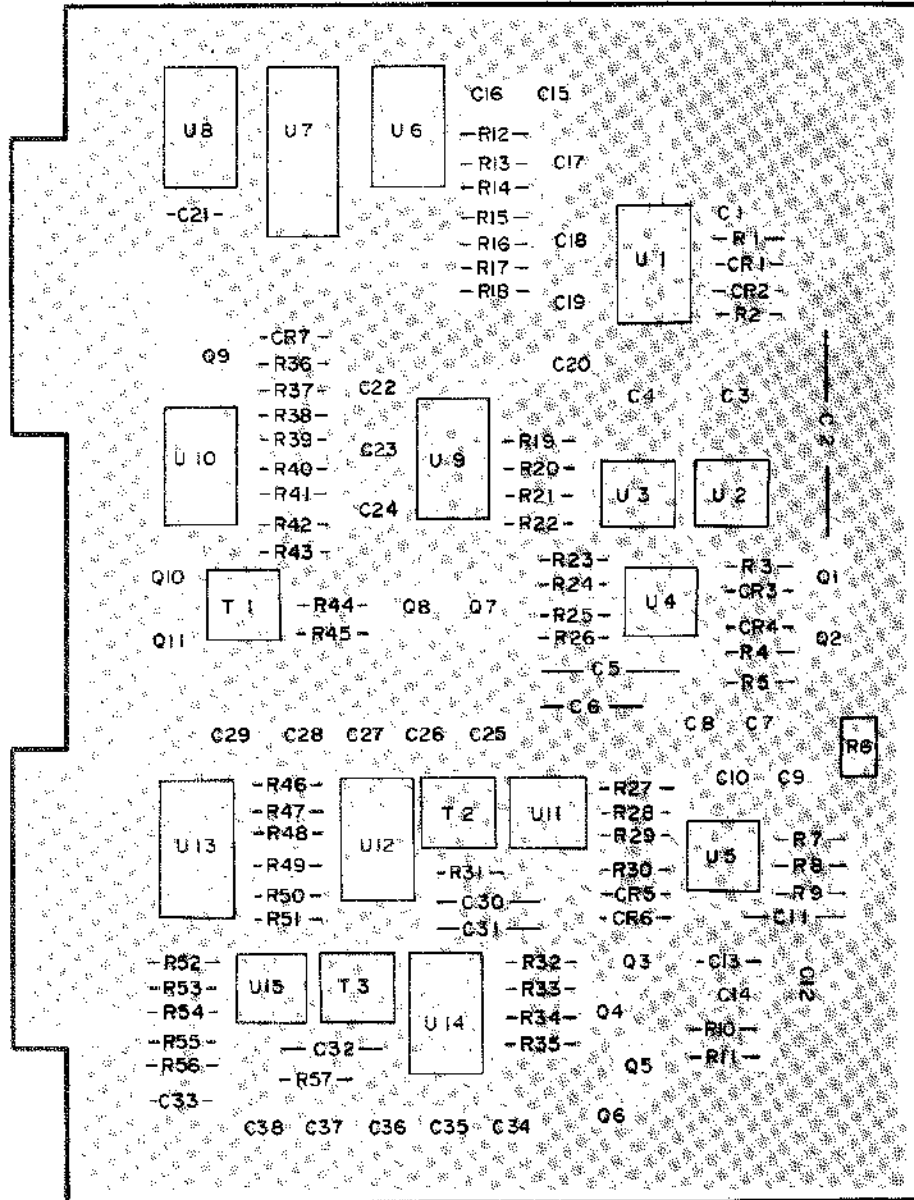 C16 C15
U8 U7 U6 -R12-
-R13- C17
-R14-
-C21- -R15- C1
-R16- C18 U1 -R1-
-R17- -CR1-
-R18- C19 -CR2-
-R2-
-CR7-
Q9 -R36- C20
-R37- C22 C4 C3
-R38- C2
-R39- C23 -R19-
U10 -R40- U9 -R20-
-R41- -R21- U3 U2
-R42- C24 -R22-
-R43- -R23- -R3-
Q10 -R24- -CR3- Q1
T1 -R44- Q8 Q7 -R25- U4
Q11 -R45- -R26- -CR4- Q2
-R4-
C5 -R5-
C6
C29 C28 C27 C26 C25 C8 C7
R6
-R46- -R27- C10 C9
-R47- T2 U11 -R28-
-R48- -R29- -R7-
U13 -R49- U12 -R31- -R30- U5 -R8-
-R50- -C30- -CR5- -R9-
-R51- -C31- -CR6- -C11-
-R52- -R32- Q3 -C13-
-R53- U15 T3 -R33- C14 C12
-R54- U14 -R34- Q4 -R10-
-R55- -C32- -R35- -R11-
-R56- -R57- Q5
-C33-
C38 C37 C36 C35 C34 Q6